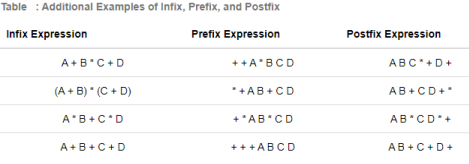 Table : Additional Examples of Infix, Prefix, and Postfix
Infix Expression Prefix Expression Postfix Expression
A + B * C + D + + A * B C D A B C * + D +
(A + B) * (C + D) * + A B + C D A B + C D + *
A * B + C * D + * A B * C D A B * C D * +
A + B + C + D + + + A B C D A B + C + D +